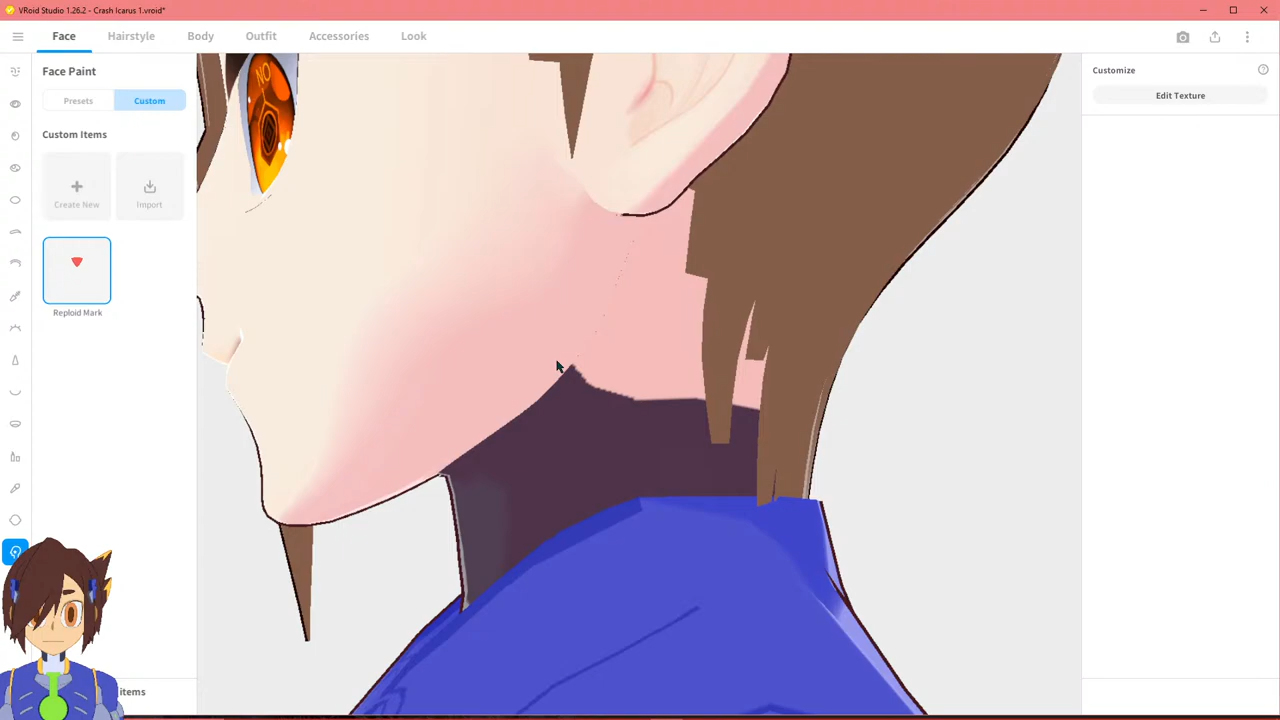 VRoid Studio 1.26.2 - Crash Icarus 1.vroid*
Face
Hairstyle
Body
Outfit
Accessories
Look
Face Paint
Presets
Custom
Custom Items
Create New
Import
Reploid Mark
items
Customize
Edit Texture
NO